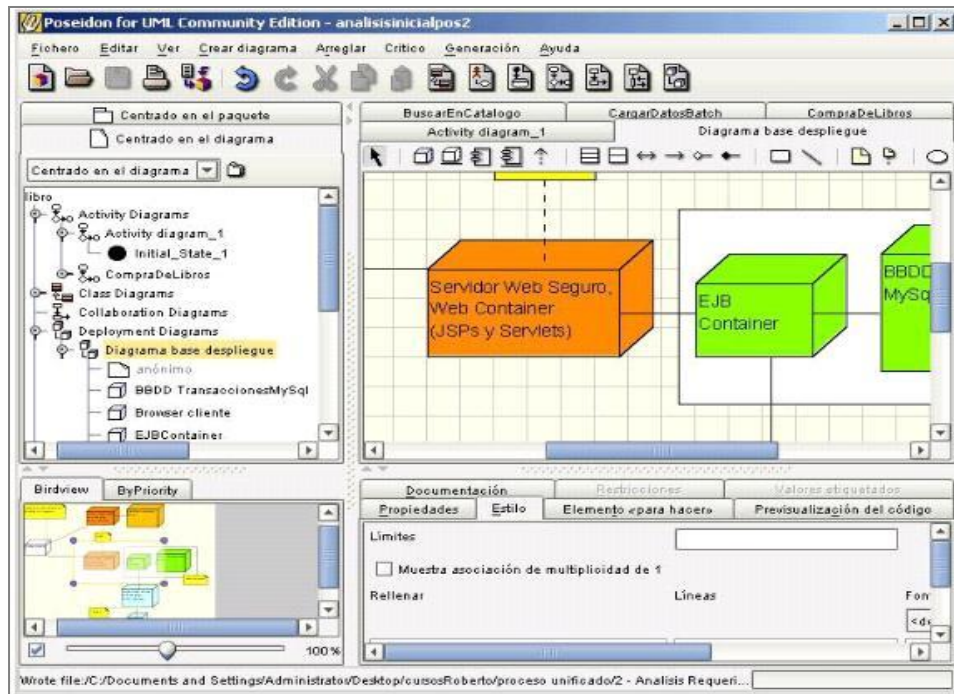 Poseidon for UML Community Edition - analisisinicialpos2
Fichero Editar Ver Crear diagrama Arreglar Crítico Generación Ayuda
Centrado en el paquete
Centrado en el diagrama
Centrado en el diagrama
libro
Activity Diagrams
Activity diagram_1
Initial_State_1
CompraDeLibros
Class Diagrams
Collaboration Diagrams
Deployment Diagrams
Diagrama base despliegue
anónimo
BBDD TransaccionesMySql
Browser cliente
EJBContainer
BuscarEnCatalogo CargarDatosBatch CompraDeLibros
Activity diagram_1 Diagrama base despliegue
Servidor Web Seguro,
Web Container
(JSPs y Servlets)
EJB
Container
BBDD
MySq
Birdview ByPriority
100 %
Documentación Restricciones Valores etiquetados
Propiedades Estilo Elemento «para hacer» Previsualización del código
Límites
Muestra asociación de multiplicidad de 1
Rellenar Líneas Fon
<de
Wrote file:/C:/Documents and Settings/Administrator/Desktop/cursosRoberto/proceso unificado/2 - Analisis Requeri...